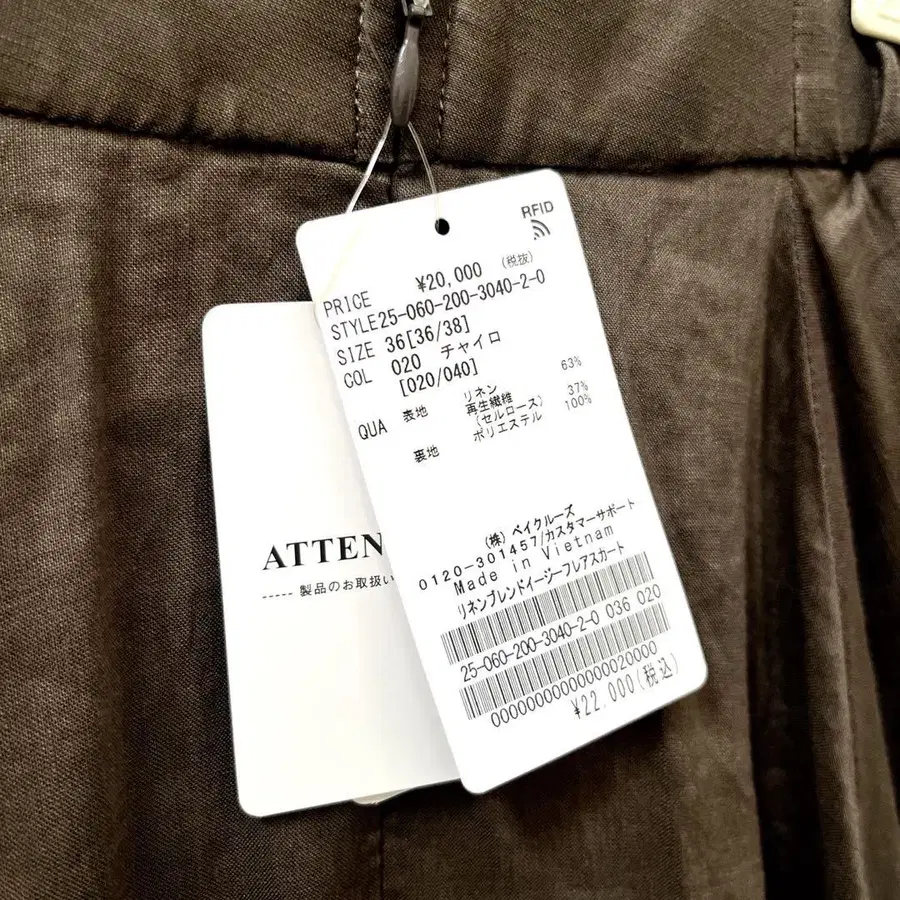 RFID
PRICE ¥20,000 (税抜)
STYLE25-060-200-3040-2-0
SIZE 36[36/38]
COL 020 チャイロ
[020/040]
QUA 表地 リネン 63%
再生繊維 37%
(セルロース)
裏地 ポリエステル 100%
(株) ベイクルーズ
0120-301457/カスタマーサポート
Made in Vietnam
リネンブレンドイージーフレアスカート
25-060-200-3040-2-0 036 020
00000000000000020000
¥22,000(税込)
ATTEN
----- 製品のお取扱い